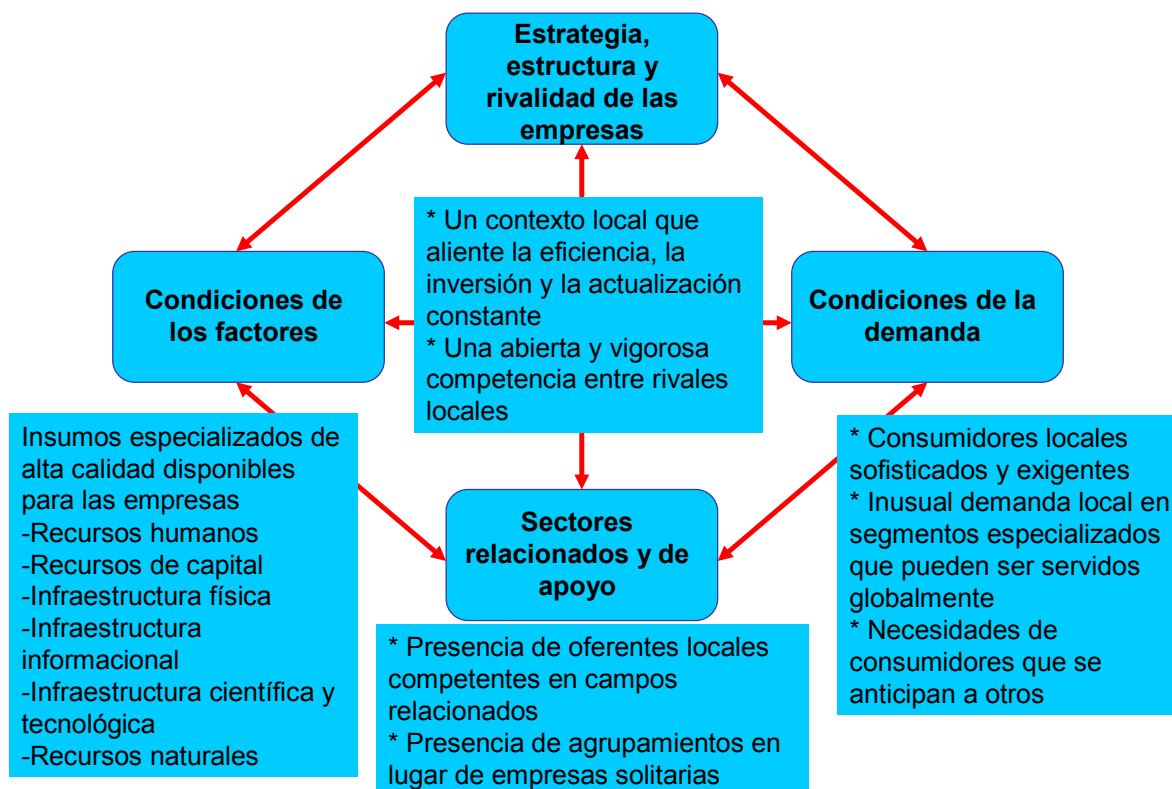 Estrategia,
estructura y
rivalidad de las
empresas
* Un contexto local que
aliente la eficiencia, la
inversión y la actualización
constante
* Una abierta y vigorosa
competencia entre rivales
locales
Condiciones de
los factores
Condiciones de la
demanda
Insumos especializados de
alta calidad disponibles
para las empresas
-Recursos humanos
-Recursos de capital
-Infraestructura física
-Infraestructura
informacional
-Infraestructura científica y
tecnológica
-Recursos naturales
Sectores
relacionados y de
apoyo
* Presencia de oferentes locales
competentes en campos
relacionados
* Presencia de agrupamientos en
lugar de empresas solitarias
* Consumidores locales
sofisticados y exigentes
* Inusual demanda local en
segmentos especializados
que pueden ser servidos
globalmente
* Necesidades de
consumidores que se
anticipan a otros